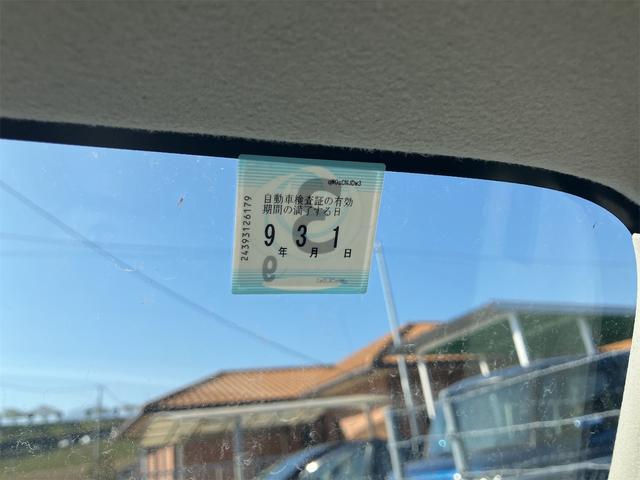 自動車検査証の有効
期間の満了する日
9年 3月 1日
24393126179